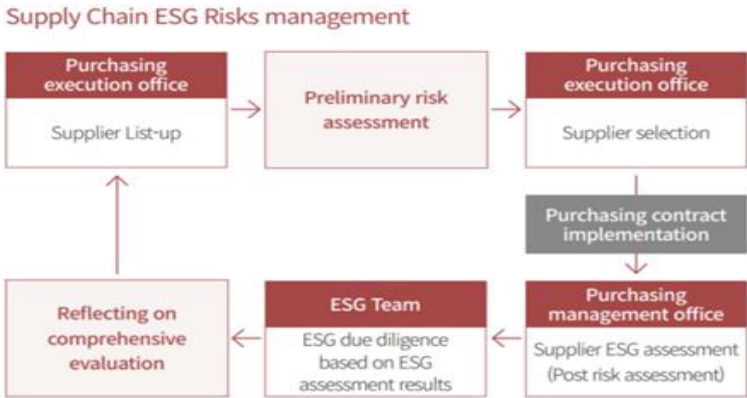 Supply Chain ESG Risks management
Purchasing
execution office
Supplier List-up
Preliminary risk
assessment
Purchasing
execution office
Supplier selection
Purchasing contract
implementation
Purchasing
management office
Supplier ESG assessment
(Post risk assessment)
ESG Team
ESG due diligence
based on ESG
assessment results
Reflecting on
comprehensive
evaluation